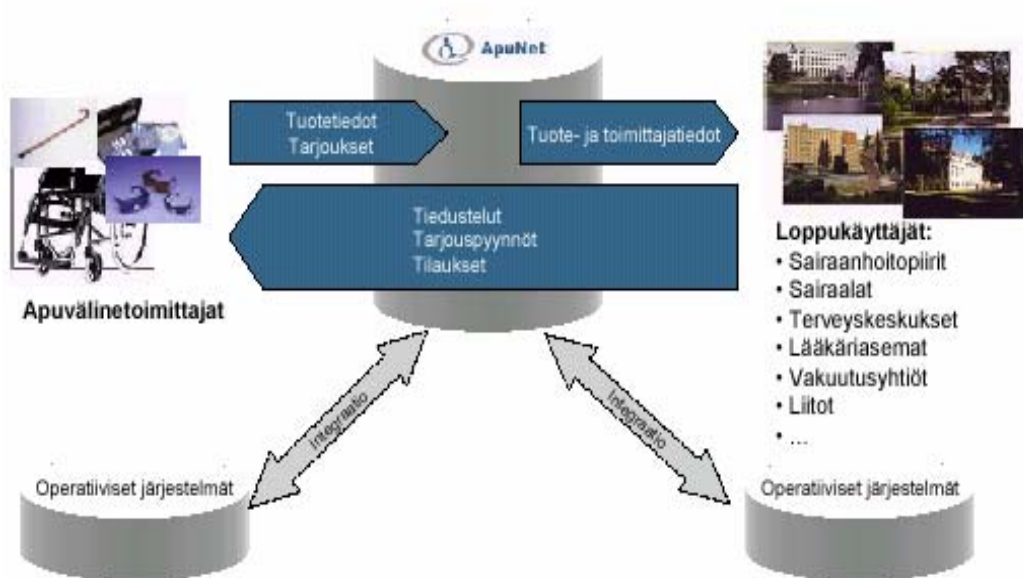 ApuNet
Tuotetiedot
Tarjoukset
Tuote- ja toimittajatiedot
Tiedustelut
Tarjouspyynnöt
Tilaukset
Apuvälinetoimittajat
Loppukäyttäjät:
• Sairaanhoitopiirit
• Sairaalat
• Terveyskeskukset
• Lääkäriasemat
• Vakuutusyhtiöt
• Liitot
• ...
Integraatio
Integraatio
Operatiiviset järjestelmät
Operatiiviset järjestelmät